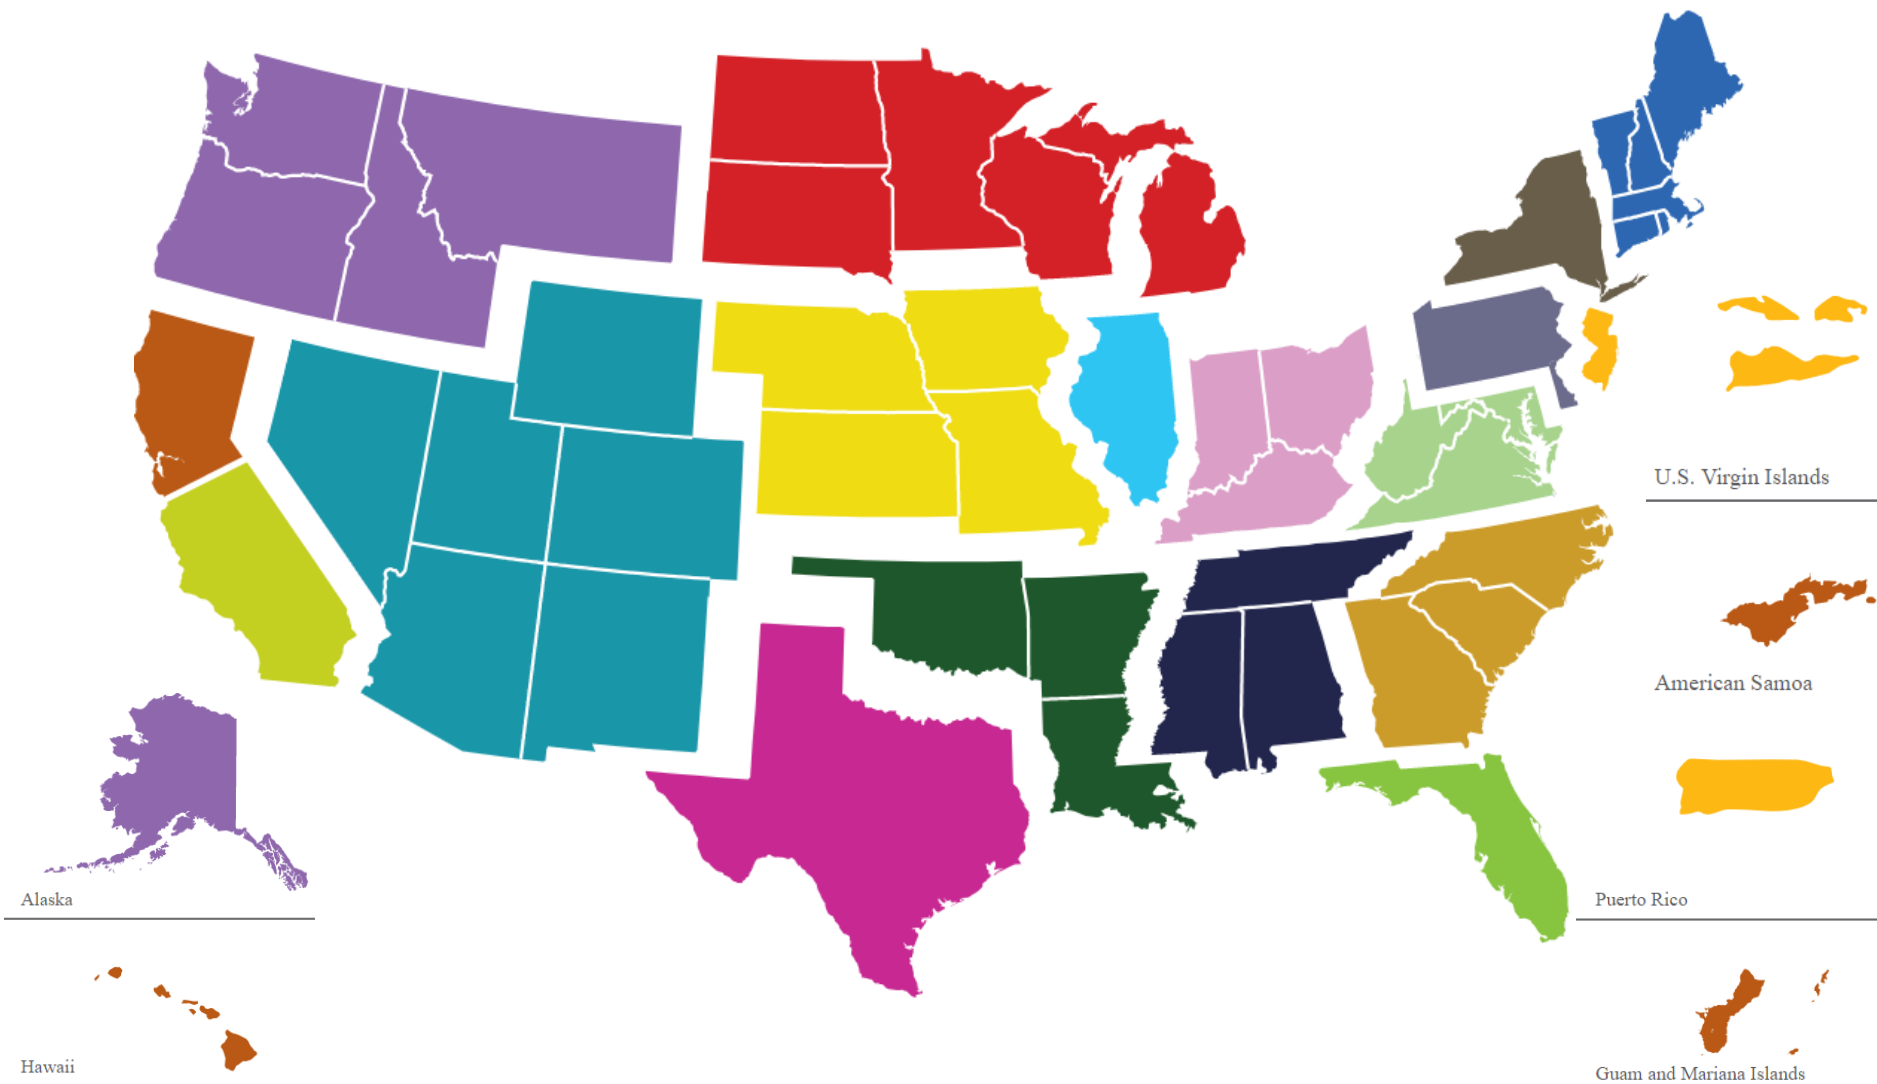 U.S. Virgin Islands
American Samoa
Alaska
Puerto Rico
Hawaii
Guam and Mariana Islands